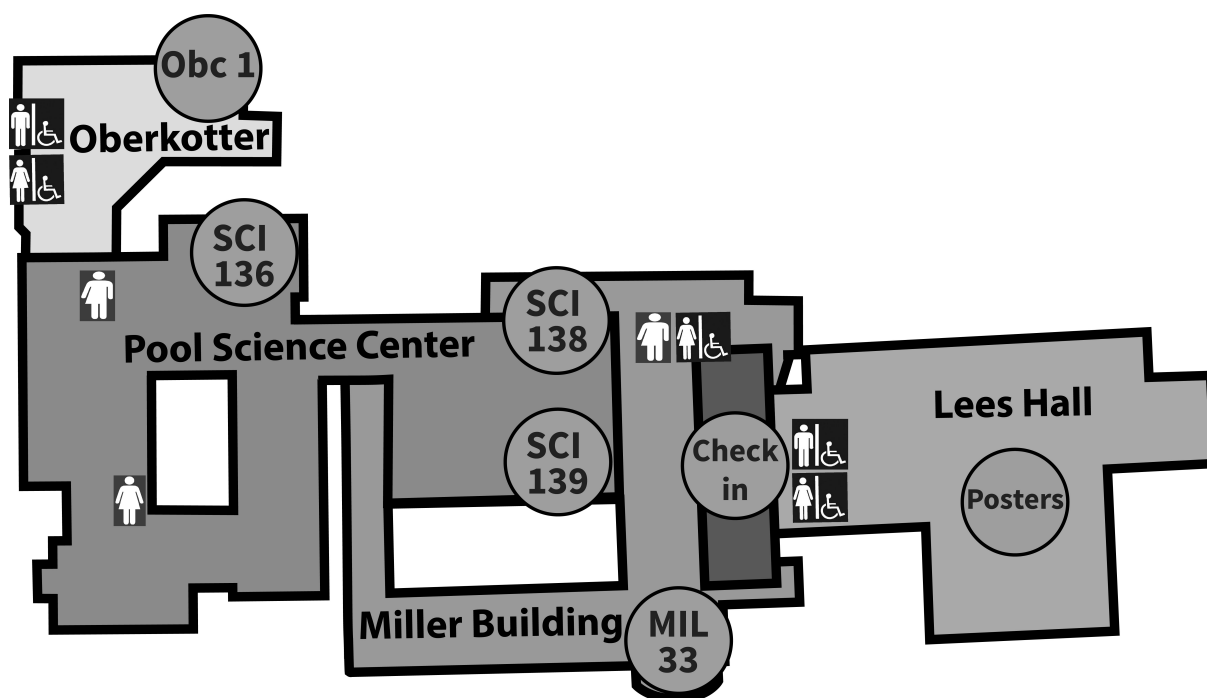 Obc 1
Oberkotter
SCI
136
SCI
138
Pool Science Center
Lees Hall
SCI
139
Check
in
Posters
Miller Building
MIL
33